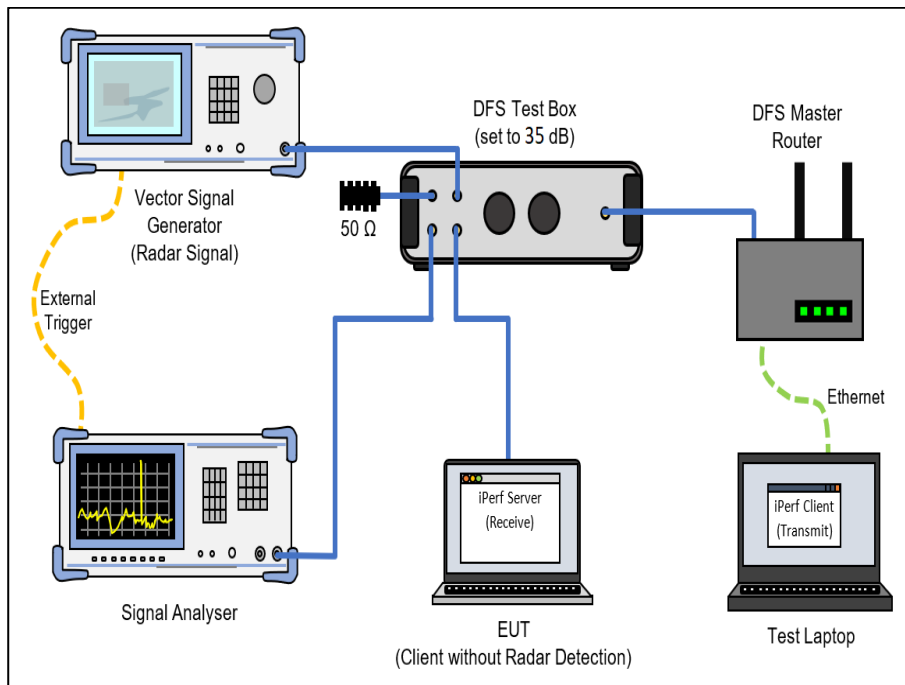 DFS Test Box
(set to 35 dB)
DFS Master
Router
Vector Signal
Generator
(Radar Signal)
50 Ω
External
Trigger
Ethernet
iPerf Server
(Receive)
iPerf Client
(Transmit)
Signal Analyser
EUT
(Client without Radar Detection)
Test Laptop